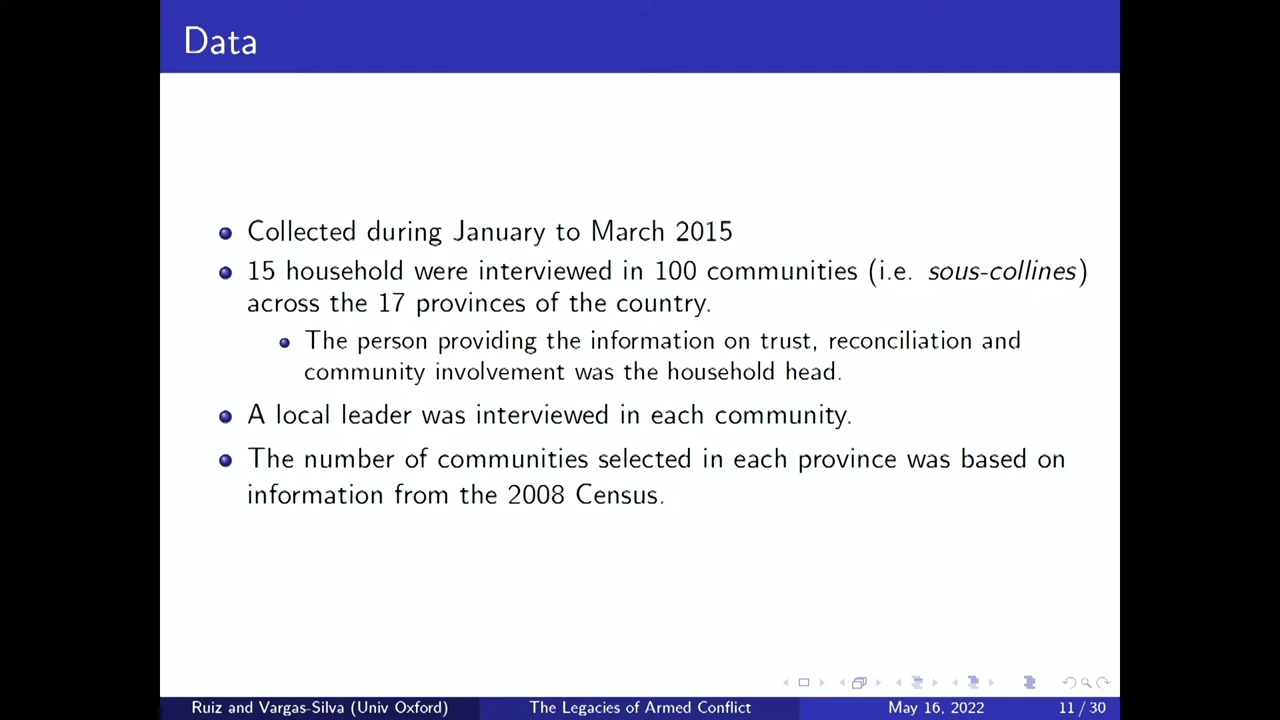 Data
Collected during January to March 2015
15 household were interviewed in 100 communities (i.e. sous-collines)
across the 17 provinces of the country.
The person providing the information on trust, reconciliation and
community involvement was the household head.
A local leader was interviewed in each community.
The number of communities selected in each province was based on
information from the 2008 Census.
Ruiz and Vargas-Silva (Univ Oxford) The Legacies of Armed Conflict May 16, 2022 11 / 30